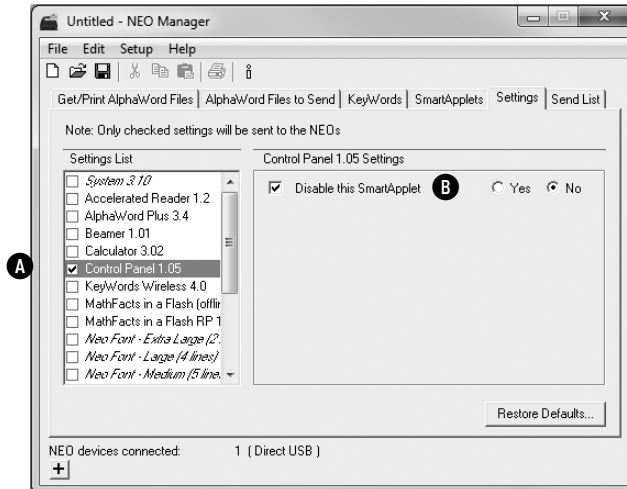 Untitled - NEO Manager
File Edit Setup Help
Get/Print AlphaWord Files AlphaWord Files to Send KeyWords SmartApplets Settings Send List
Note: Only checked settings will be sent to the NEOs
Settings List
System 3.10
Accelerated Reader 1.2
AlphaWord Plus 3.4
Beamer 1.01
Calculator 3.02
A
Control Panel 1.05
KeyWords Wireless 4.0
MathFacts in a Flash (offlin
MathFacts in a Flash RP 1
Neo Font - Extra Large (2
Neo Font - Large (4 lines)
Neo Font - Medium (5 line
Control Panel 1.05 Settings
Disable this SmartApplet B Yes No
Restore Defaults...
NEO devices connected: 1 ( Direct USB )